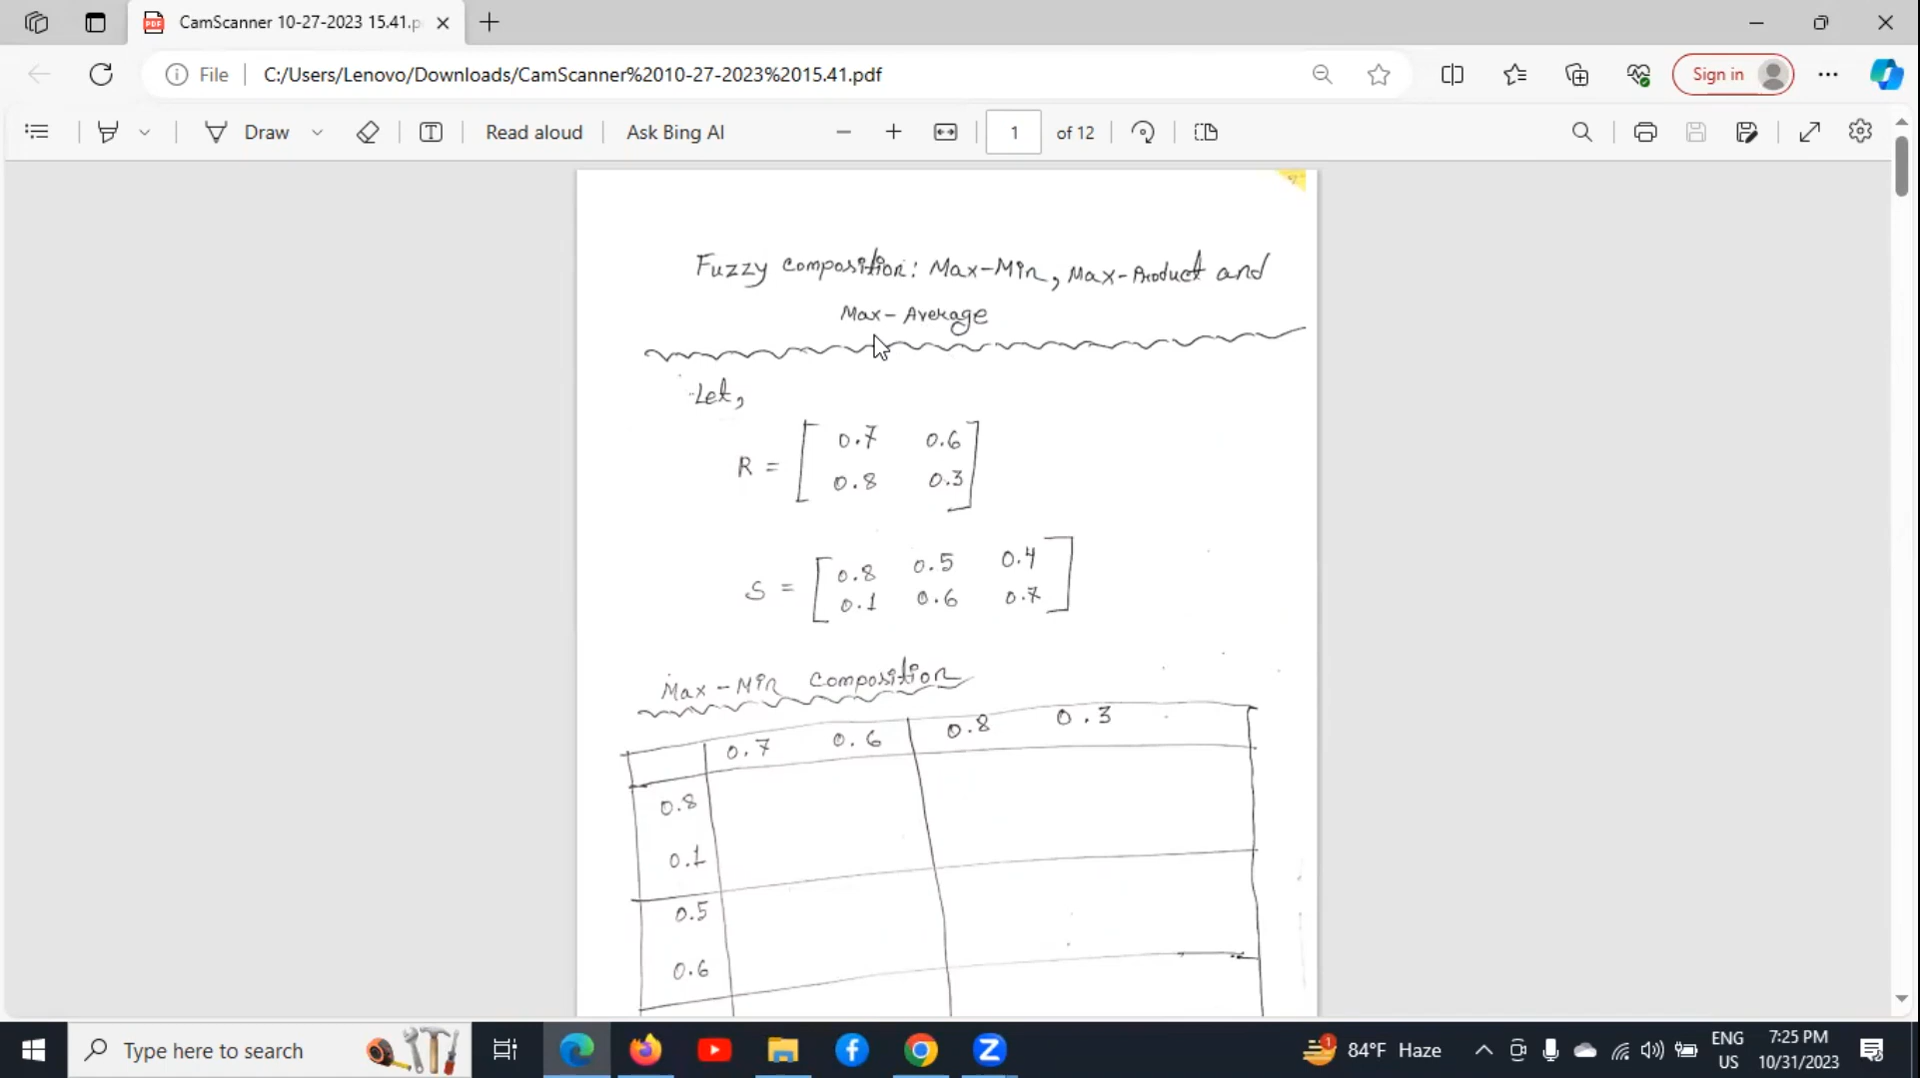 CamScanner 10-27-2023 15.41.p
File
C:/Users/Lenovo/Downloads/CamScanner%2010-27-2023%2015.41.pdf
Sign in
Draw
Read aloud
Ask Bing AI
1
of 12
Fuzzy composition: Max-Min, Max-Product and
Max-Average
Let,
R = [ 0.7 0.6
0.8 0.3 ]
S = [ 0.8 0.5 0.4
0.1 0.6 0.7 ]
Max-Min Composition
0.7 0.6 0.8 0.3
0.8
0.1
0.5
0.6
Type here to search
84°F Haze
ENG
US
7:25 PM
10/31/2023